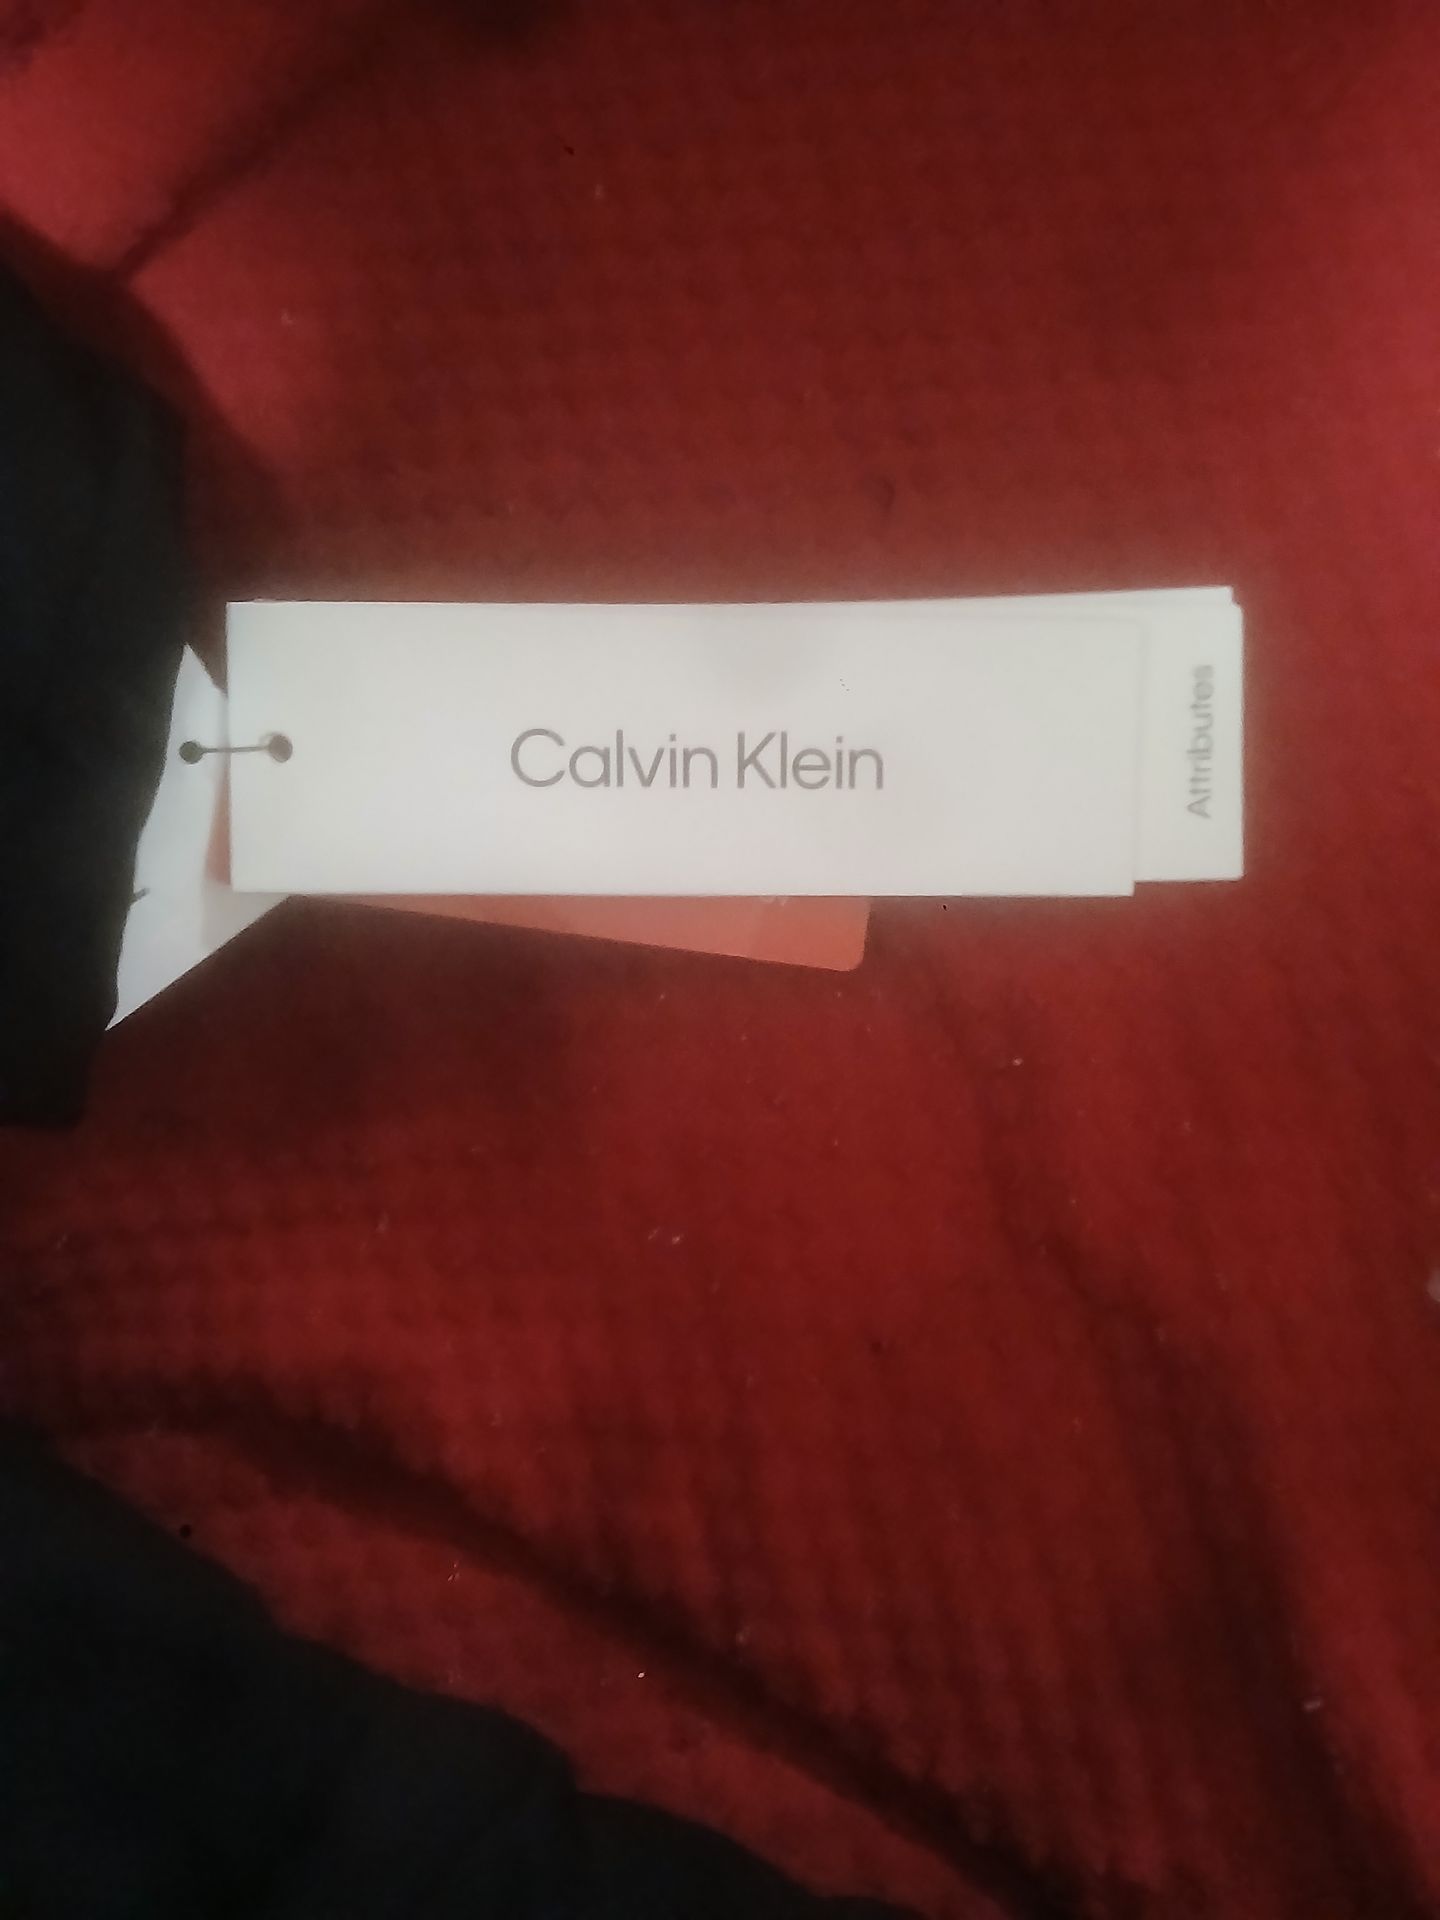 Calvin Klein
Attributes